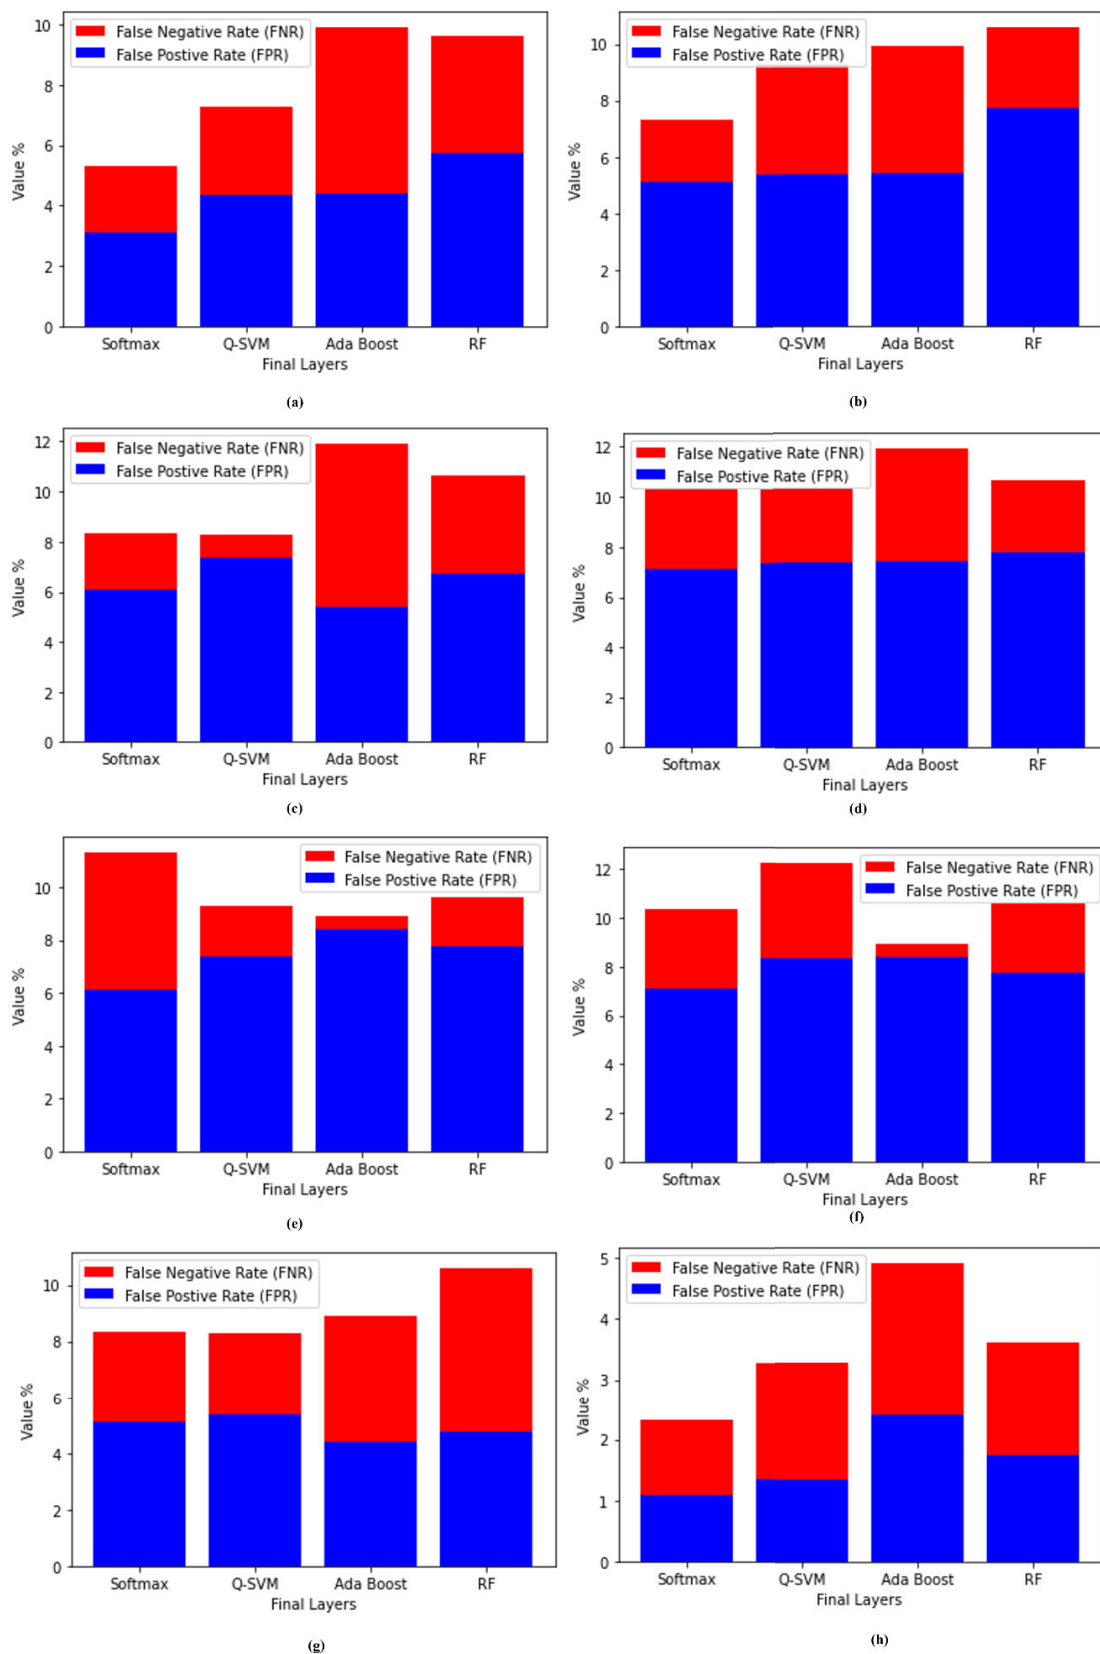 False Negative Rate (FNR)
False Postive Rate (FPR)
Value %
10
8
6
4
2
0
Softmax Q-SVM Ada Boost RF
Final Layers
(a)
False Negative Rate (FNR)
False Postive Rate (FPR)
Value %
10
8
6
4
2
0
Softmax Q-SVM Ada Boost RF
Final Layers
(b)
False Negative Rate (FNR)
False Postive Rate (FPR)
Value %
12
10
8
6
4
2
0
Softmax Q-SVM Ada Boost RF
Final Layers
(c)
False Negative Rate (FNR)
False Postive Rate (FPR)
Value %
12
10
8
6
4
2
0
Softmax Q-SVM Ada Boost RF
Final Layers
(d)
False Negative Rate (FNR)
False Postive Rate (FPR)
Value %
10
8
6
4
2
0
Softmax Q-SVM Ada Boost RF
Final Layers
(e)
False Negative Rate (FNR)
False Postive Rate (FPR)
Value %
12
10
8
6
4
2
0
Softmax Q-SVM Ada Boost RF
Final Layers
(f)
False Negative Rate (FNR)
False Postive Rate (FPR)
Value %
10
8
6
4
2
0
Softmax Q-SVM Ada Boost RF
Final Layers
(g)
False Negative Rate (FNR)
False Postive Rate (FPR)
Value %
5
4
3
2
1
0
Softmax Q-SVM Ada Boost RF
Final Layers
(h)